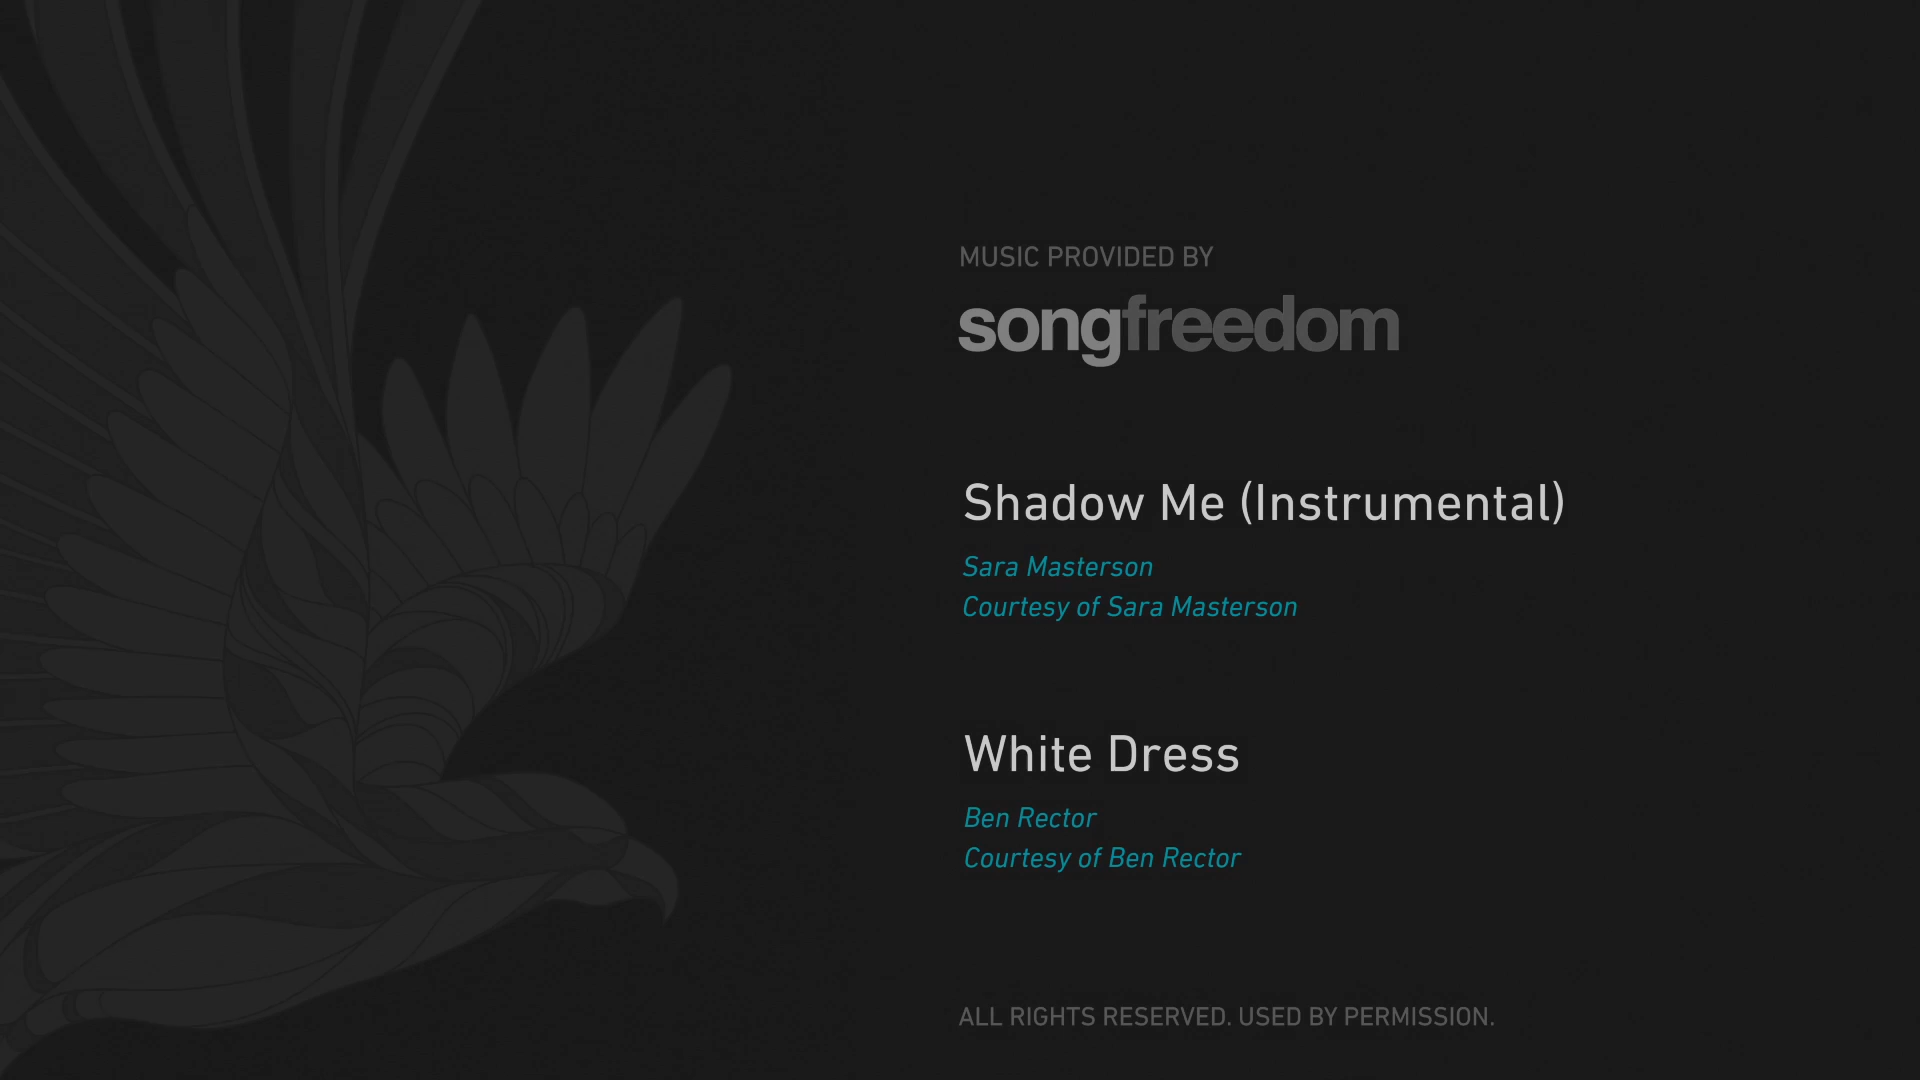 MUSIC PROVIDED BY
songfreedom
Shadow Me (Instrumental)
Sara Masterson
Courtesy of Sara Masterson
White Dress
Ben Rector
Courtesy of Ben Rector
ALL RIGHTS RESERVED. USED BY PERMISSION.